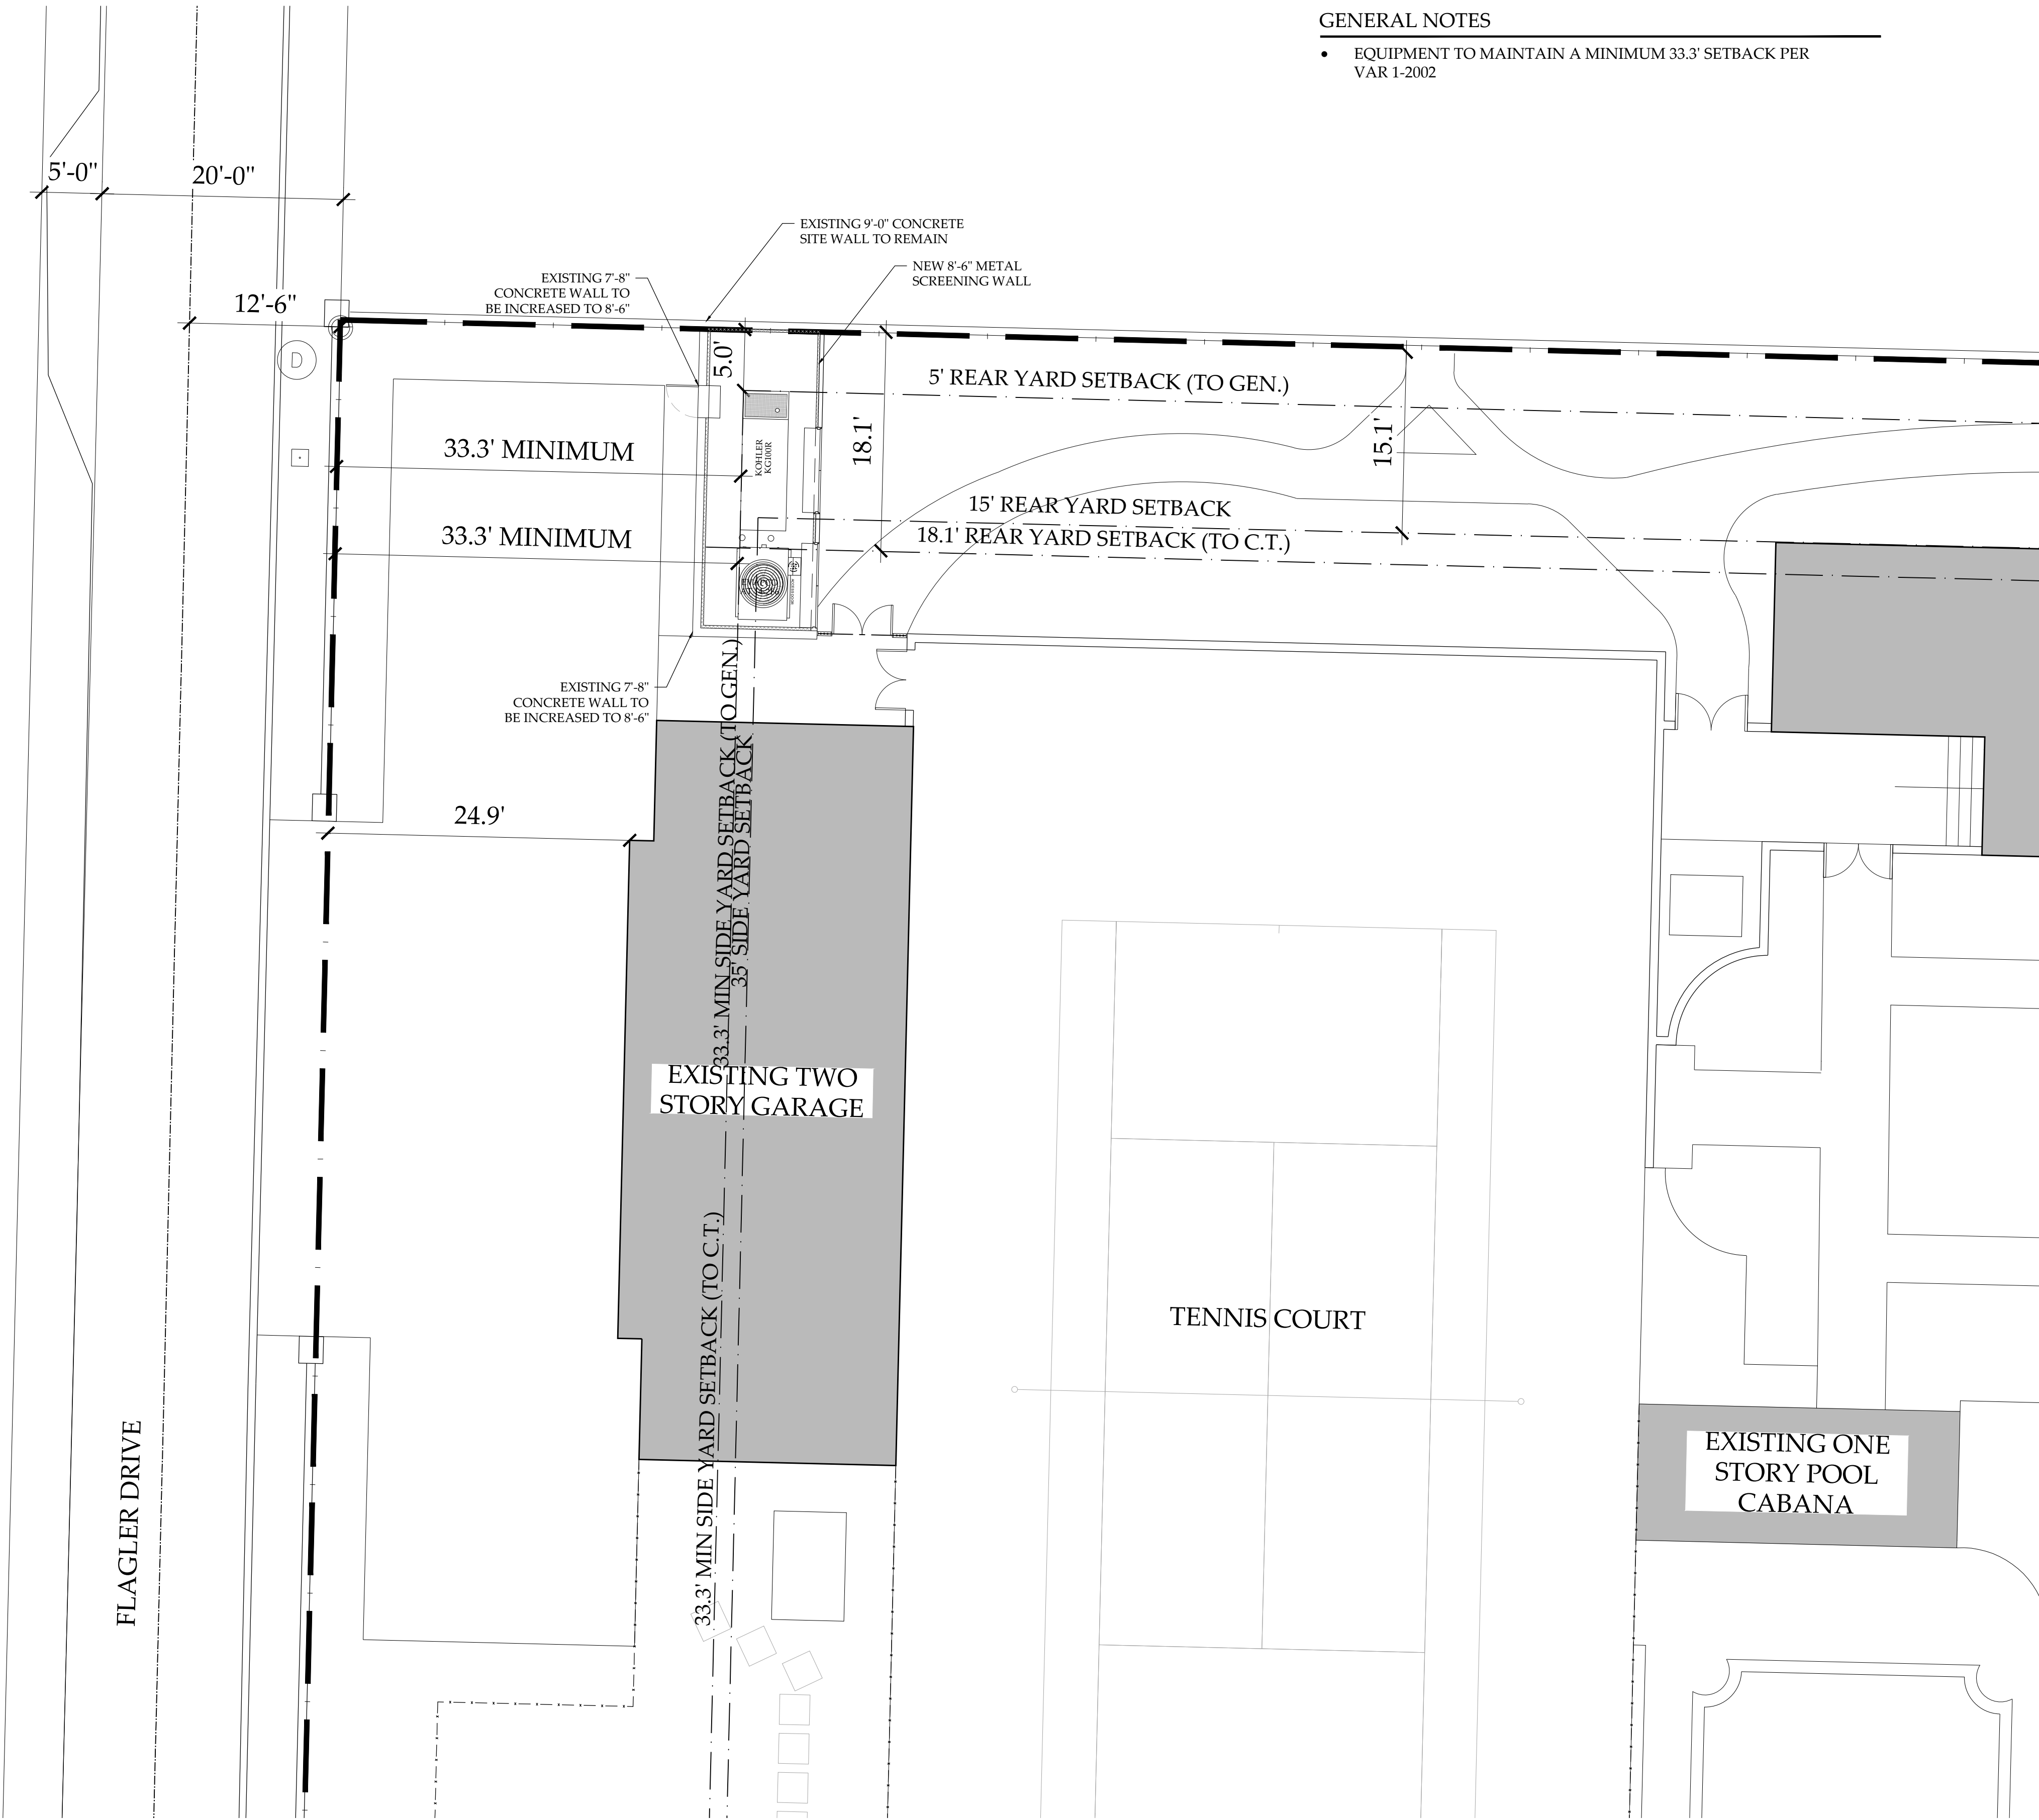 GENERAL NOTES
• EQUIPMENT TO MAINTAIN A MINIMUM 33.3' SETBACK PER
VAR 1-2002
5'-0"
20'-0"
EXISTING 9'-0" CONCRETE
SITE WALL TO REMAIN
NEW 8'-6" METAL
SCREENING WALL
EXISTING 7'-8"
CONCRETE WALL TO
BE INCREASED TO 8'-6"
12'-6"
D
5.0'
5' REAR YARD SETBACK (TO GEN.)
33.3' MINIMUM
KOHLER
KG100R
18.1'
15.1'
15' REAR YARD SETBACK
33.3' MINIMUM
18.1' REAR YARD SETBACK (TO C.T.)
EXISTING 7'-8"
CONCRETE WALL TO
BE INCREASED TO 8'-6"
33.3' MIN SIDE YARD SETBACK (TO GEN.)
35' SIDE YARD SETBACK
24.9'
EXISTING TWO
STORY GARAGE
33.3' MIN SIDE YARD SETBACK (TO C.T.)
TENNIS COURT
FLAGLER DRIVE
EXISTING ONE
STORY POOL
CABANA